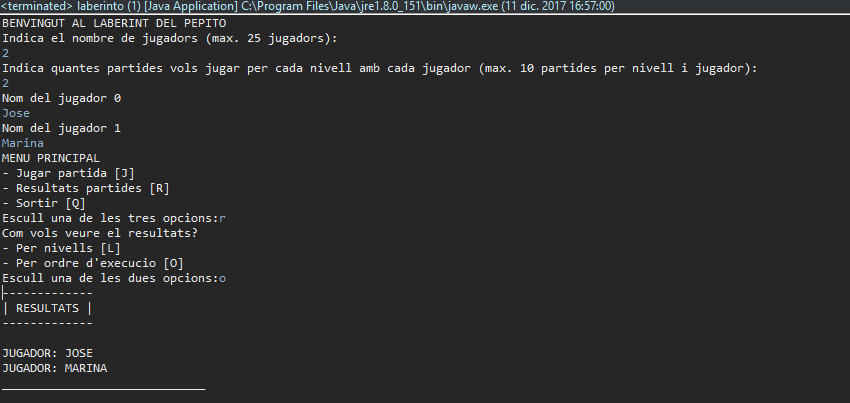 <terminated> laberinto (1) [Java Application] C:\Program Files\Java\jre1.8.0_151\bin\javaw.exe (11 dic. 2017 16:57:00)
BENVINGUT AL LABERINT DEL PEPITO
Indica el nombre de jugadors (max. 25 jugadors):
2
Indica quantes partides vols jugar per cada nivell amb cada jugador (max. 10 partides per nivell i jugador):
2
Nom del jugador 0
Jose
Nom del jugador 1
Marina
MENU PRINCIPAL
- Jugar partida [J]
- Resultats partides [R]
- Sortir [Q]
Escull una de les tres opcions:r
Com vols veure el resultats?
- Per nivells [L]
- Per ordre d'execucio [O]
Escull una de les dues opcions:o
-------------
| RESULTATS |
-------------
JUGADOR: JOSE
JUGADOR: MARINA
_____________________________